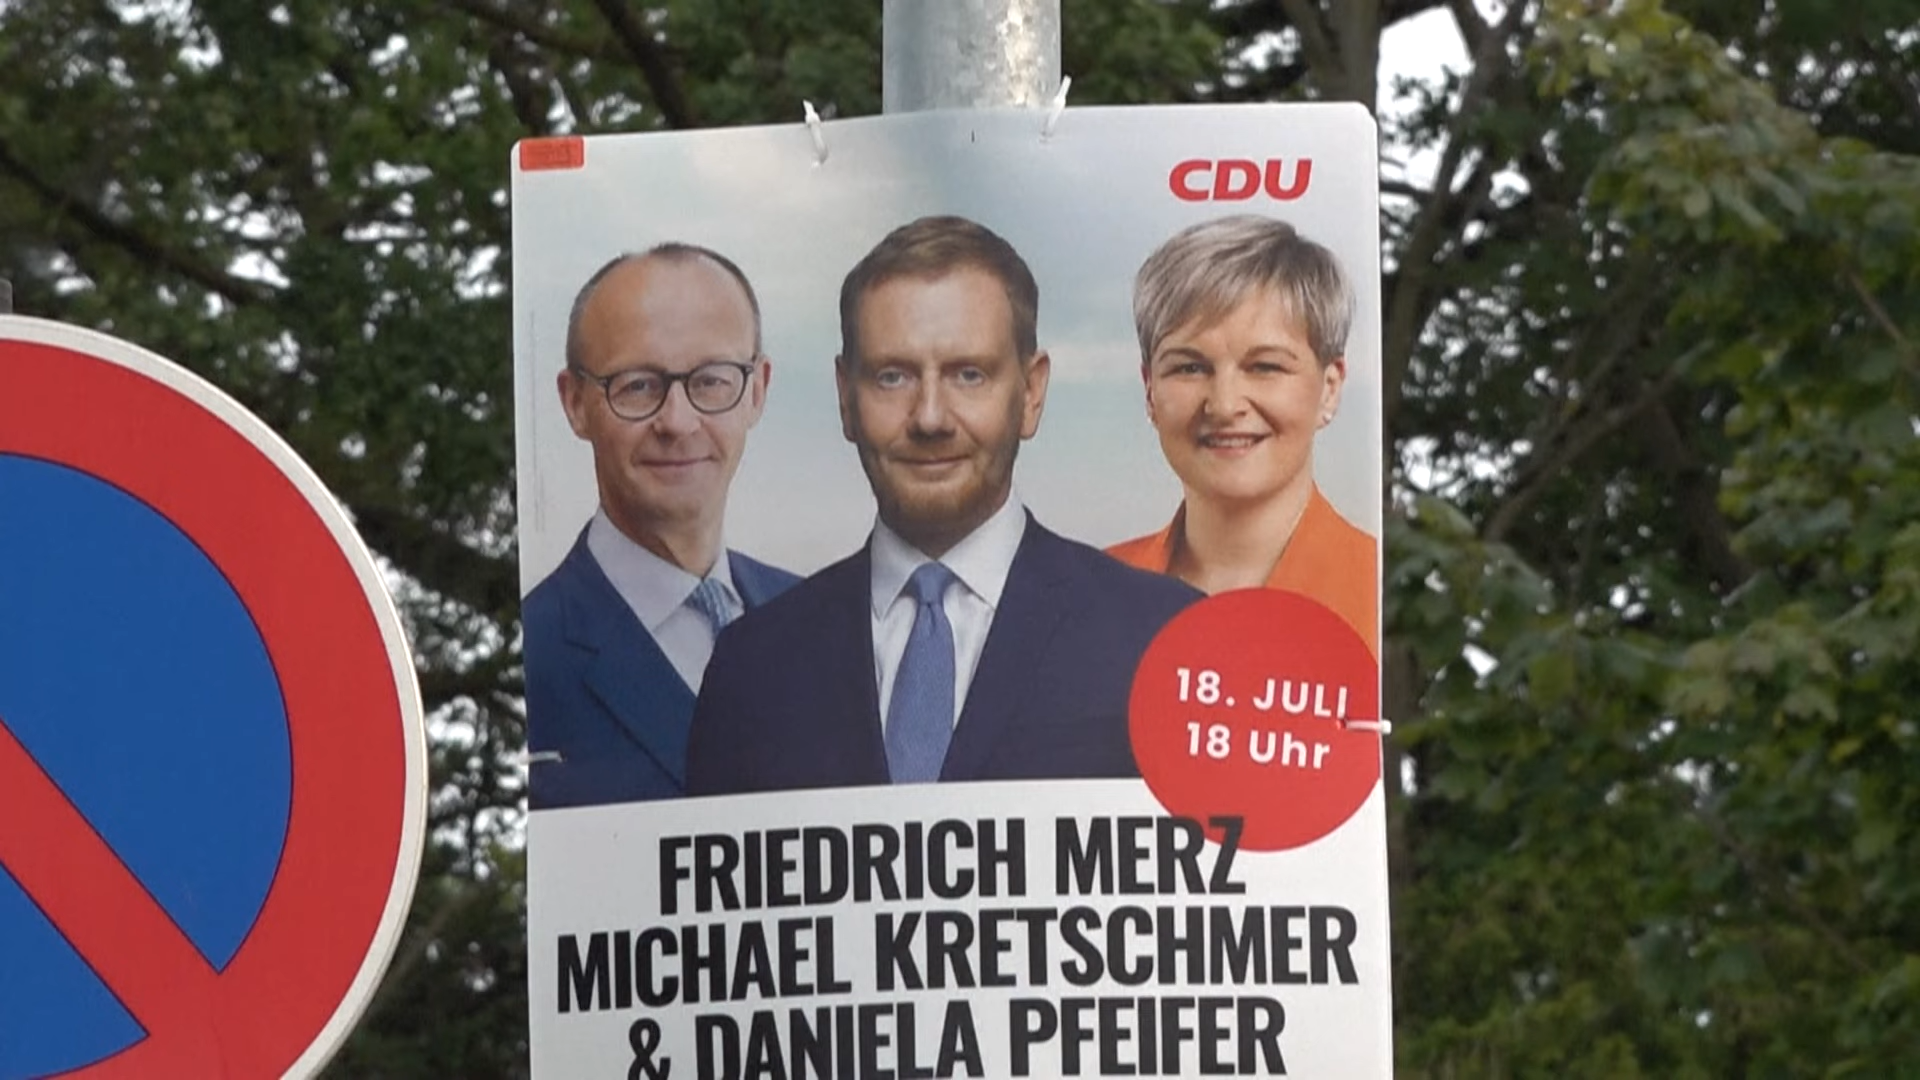 CDU
18. JULI
18 Uhr
FRIEDRICH MERZ
MICHAEL KRETSCHMER
& DANIELA PFEIFER